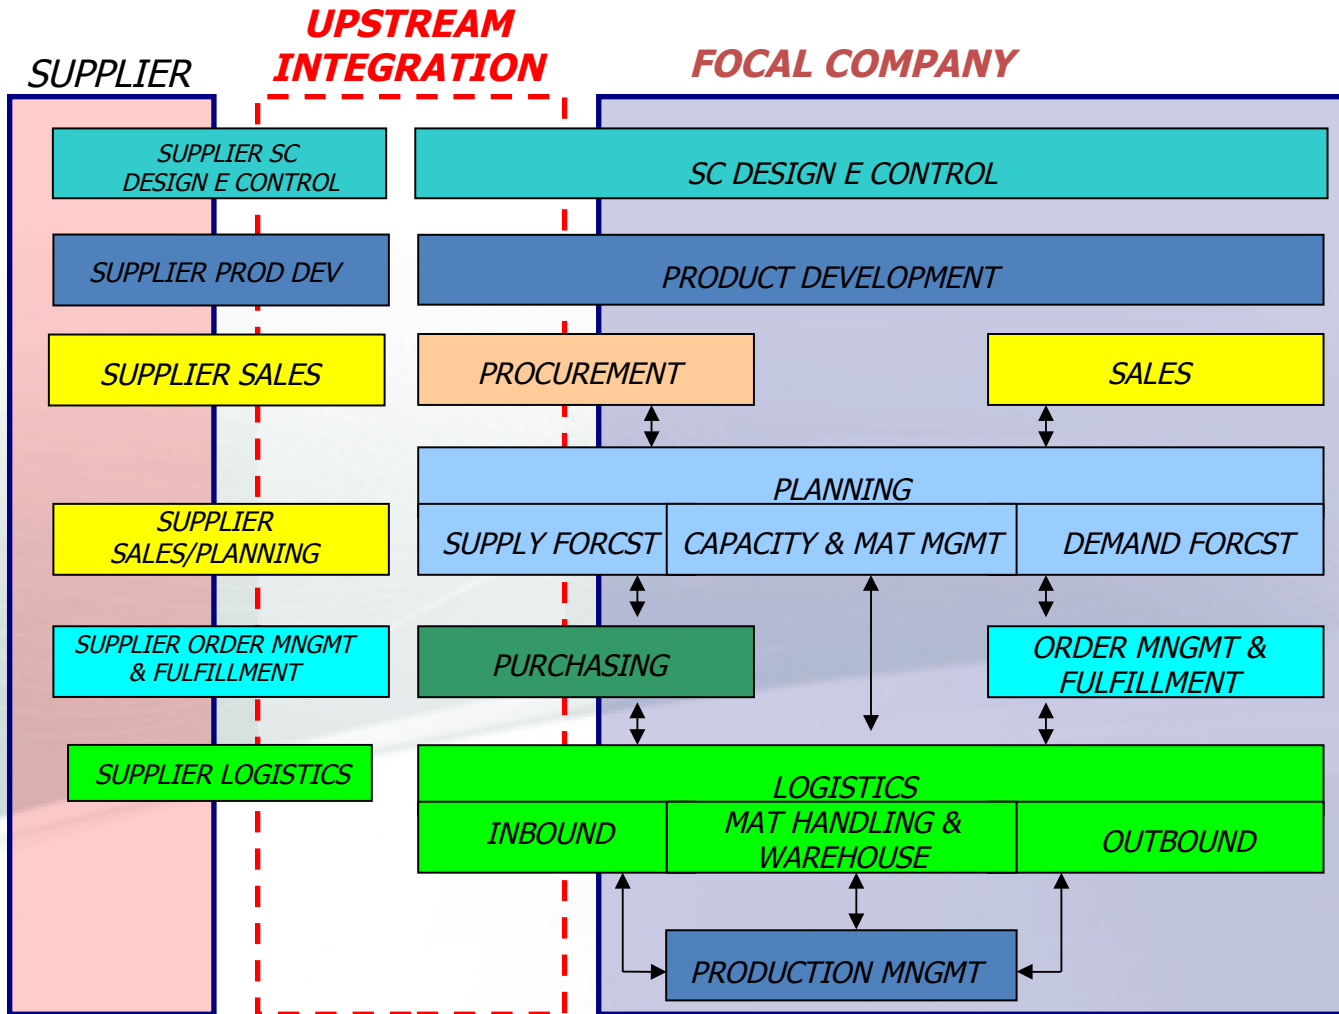 UPSTREAM
INTEGRATION
SUPPLIER
FOCAL COMPANY
SUPPLIER SC
DESIGN E CONTROL
SC DESIGN E CONTROL
SUPPLIER PROD DEV
PRODUCT DEVELOPMENT
SUPPLIER SALES
PROCUREMENT
SALES
PLANNING
SUPPLIER
SALES/PLANNING
SUPPLY FORCST
CAPACITY & MAT MGMT
DEMAND FORCST
SUPPLIER ORDER MNGMT
& FULFILLMENT
PURCHASING
ORDER MNGMT &
FULFILLMENT
SUPPLIER LOGISTICS
LOGISTICS
INBOUND
MAT HANDLING &
WAREHOUSE
OUTBOUND
PRODUCTION MNGMT